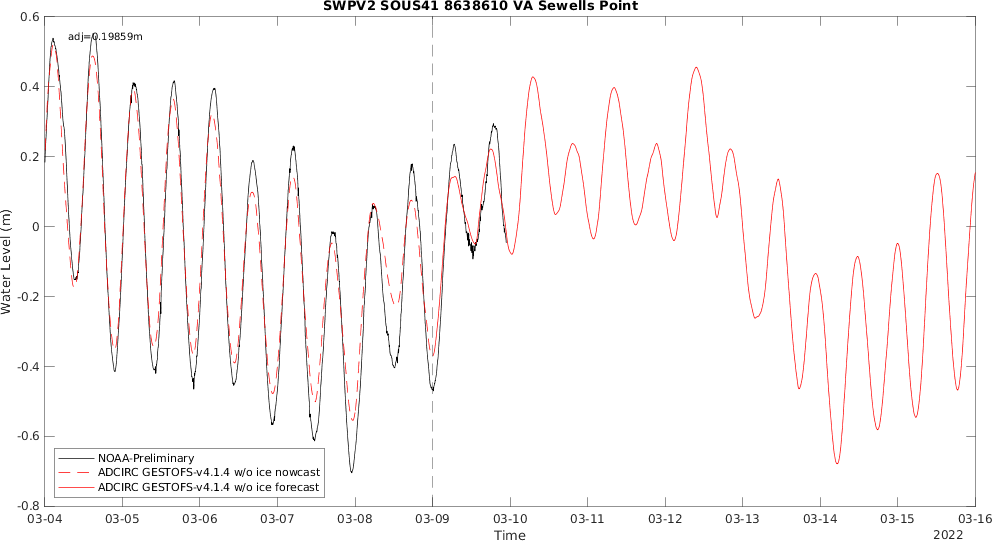 SWPV2 SOUS41 8638610 VA Sewells Point
adj=0.19859m
0.6
0.4
0.2
0
-0.2
-0.4
-0.6
-0.8
Water Level (m)
NOAA-Preliminary
ADCIRC GESTOFS-v4.1.4 w/o ice nowcast
ADCIRC GESTOFS-v4.1.4 w/o ice forecast
03-04 03-05 03-06 03-07 03-08 03-09 03-10 03-11 03-12 03-13 03-14 03-15 03-16
Time
2022